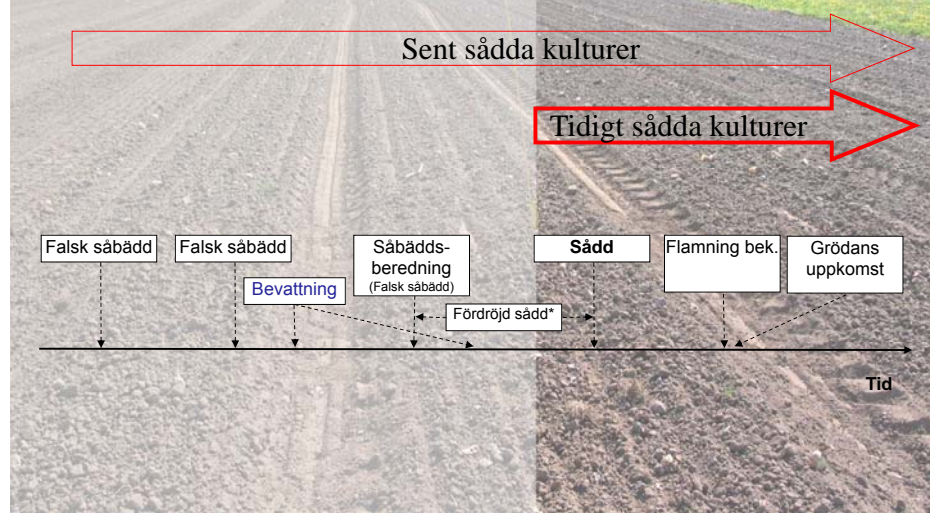 Sent sådda kulturer
Tidigt sådda kulturer
Falsk såbädd
Falsk såbädd
Bevattning
Såbädds-
beredning
(Falsk såbädd)
Fördröjd sådd*
Sådd
Flamning bek.
Grödans
uppkomst
Tid